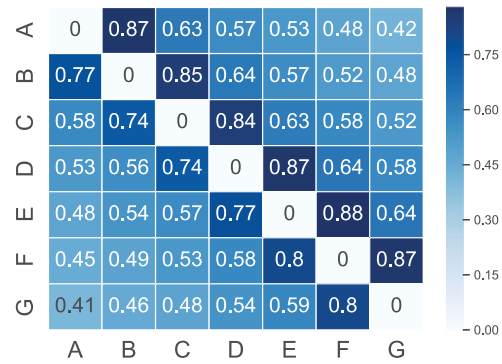 A 0 0.87 0.63 0.57 0.53 0.48 0.42
B 0.77 0 0.85 0.64 0.57 0.52 0.48
C 0.58 0.74 0 0.84 0.63 0.58 0.52
D 0.53 0.56 0.74 0 0.87 0.64 0.58
E 0.48 0.54 0.57 0.77 0 0.88 0.64
F 0.45 0.49 0.53 0.58 0.8 0 0.87
G 0.41 0.46 0.48 0.54 0.59 0.8 0
A B C D E F G
0.75
0.60
0.45
0.30
0.15
0.00